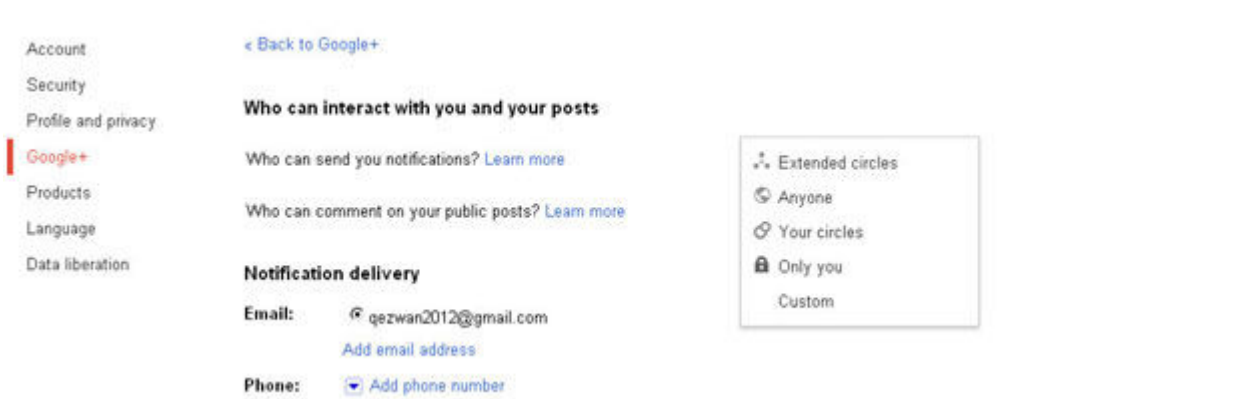 Account
Security
Profile and privacy
Google+
Products
Language
Data liberation
« Back to Google+
Who can interact with you and your posts
Who can send you notifications? Learn more
Who can comment on your public posts? Learn more
Extended circles
Anyone
Your circles
Only you
Custom
Notification delivery
Email: qezwan2012@gmail.com
Add email address
Phone: Add phone number